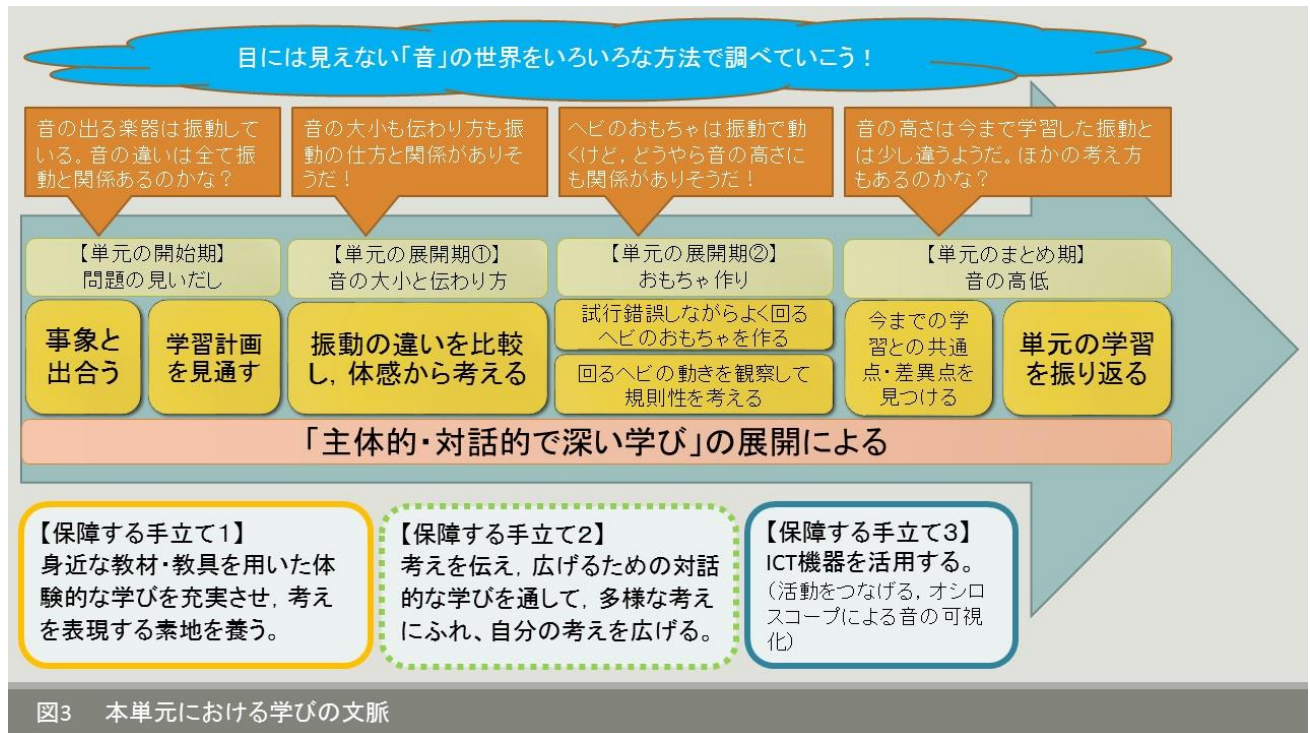 目には見えない「音」の世界をいろいろな方法で調べていこう！
音の出る楽器は振動して
いる。音の違いは全て振
動と関係あるのかな？
音の大小も伝わり方も振
動の仕方と関係がありそ
うだ！
ヘビのおもちゃは振動で動
くけど，どうやら音の高さに
も関係がありそうだ！
音の高さは今まで学習した振動と
は少し違うようだ。ほかの考え方
もあるのかな？
【単元の開始期】
問題の見いだし
【単元の展開期①】
音の大小と伝わり方
【単元の展開期②】
おもちゃ作り
【単元のまとめ期】
音の高低
事象と
出合う
学習計画
を見通す
振動の違いを比較
し，体感から考える
試行錯誤しながらよく回る
ヘビのおもちゃを作る
回るヘビの動きを観察して
規則性を考える
今までの学
習との共通
点・差異点を
見つける
単元の学習
を振り返る
「主体的・対話的で深い学び」の展開による
【保障する手立て１】
身近な教材・教具を用いた体
験的な学びを充実させ，考え
を表現する素地を養う。
【保障する手立て２】
考えを伝え，広げるための対話
的な学びを通して，多様な考え
にふれ、自分の考えを広げる。
【保障する手立て３】
ICT機器を活用する。
（活動をつなげる，オシロ
スコープによる音の可視
化）
図3　本単元における学びの文脈